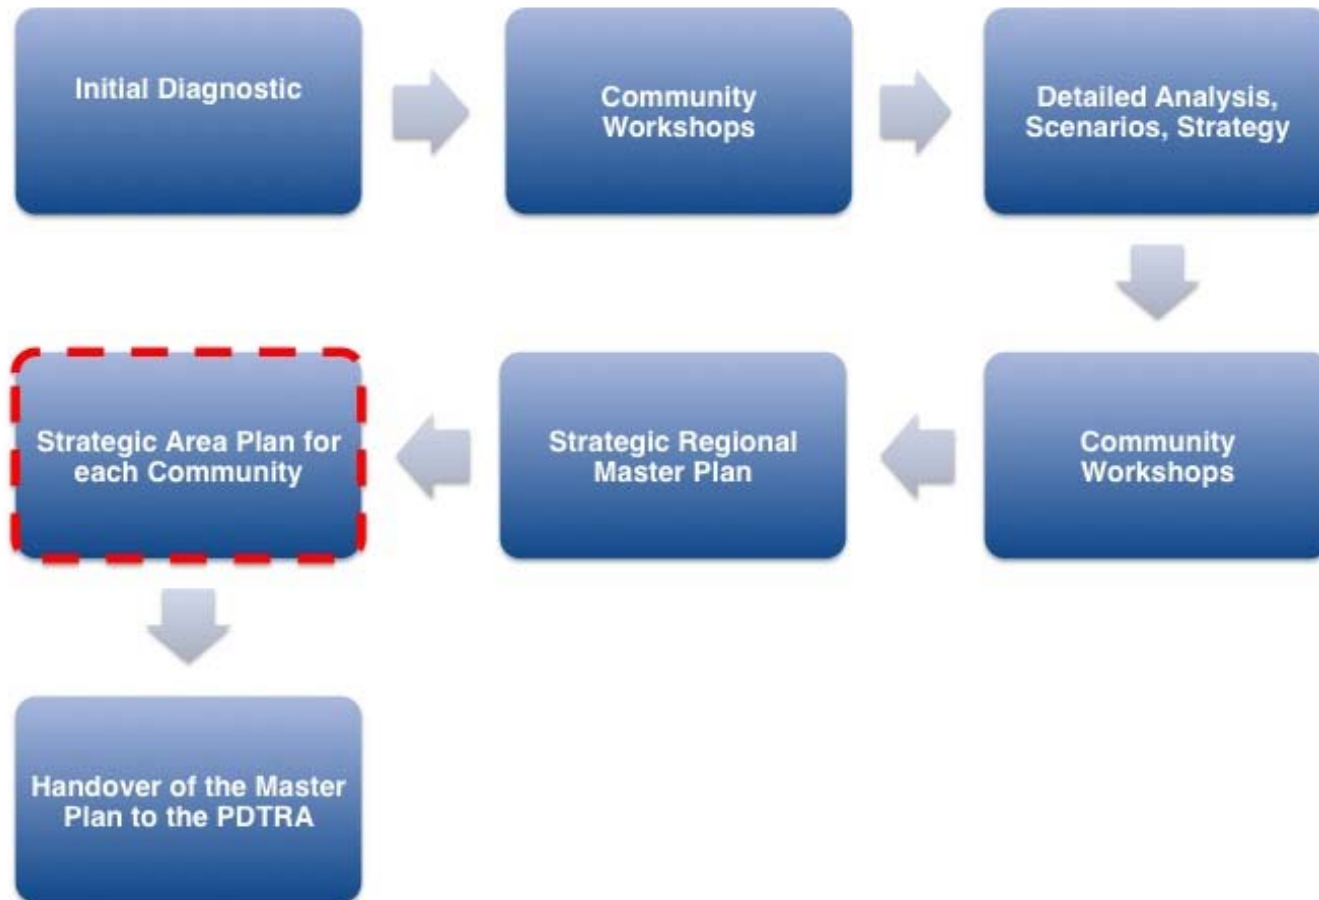 Initial Diagnostic
Community
Workshops
Detailed Analysis,
Scenarios, Strategy
Community
Workshops
Strategic Regional
Master Plan
Strategic Area Plan for
each Community
Handover of the Master
Plan to the PDTRA